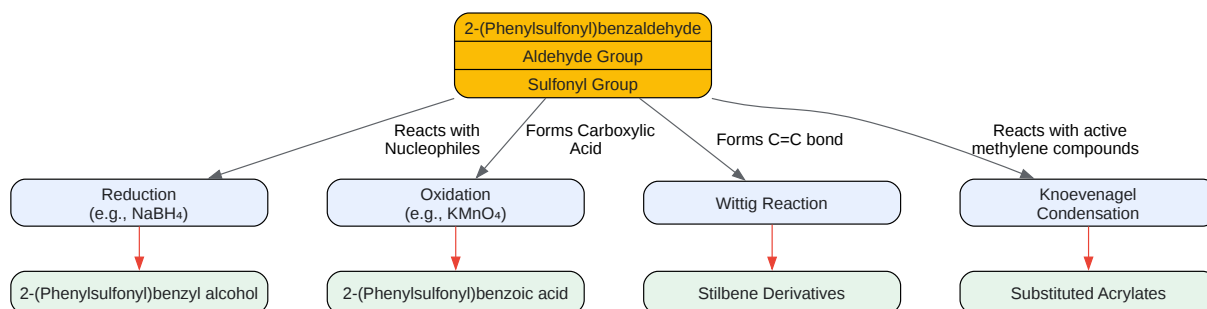 2-(Phenylsulfonyl)benzaldehyde
Aldehyde Group
Sulfonyl Group
Reacts with
Nucleophiles
Forms Carboxylic
Acid
Forms C=C bond
Reacts with active
methylene compounds
Reduction
(e.g., NaBH₄)
Oxidation
(e.g., KMnO₄)
Wittig Reaction
Knoevenagel
Condensation
2-(Phenylsulfonyl)benzyl alcohol
2-(Phenylsulfonyl)benzoic acid
Stilbene Derivatives
Substituted Acrylates